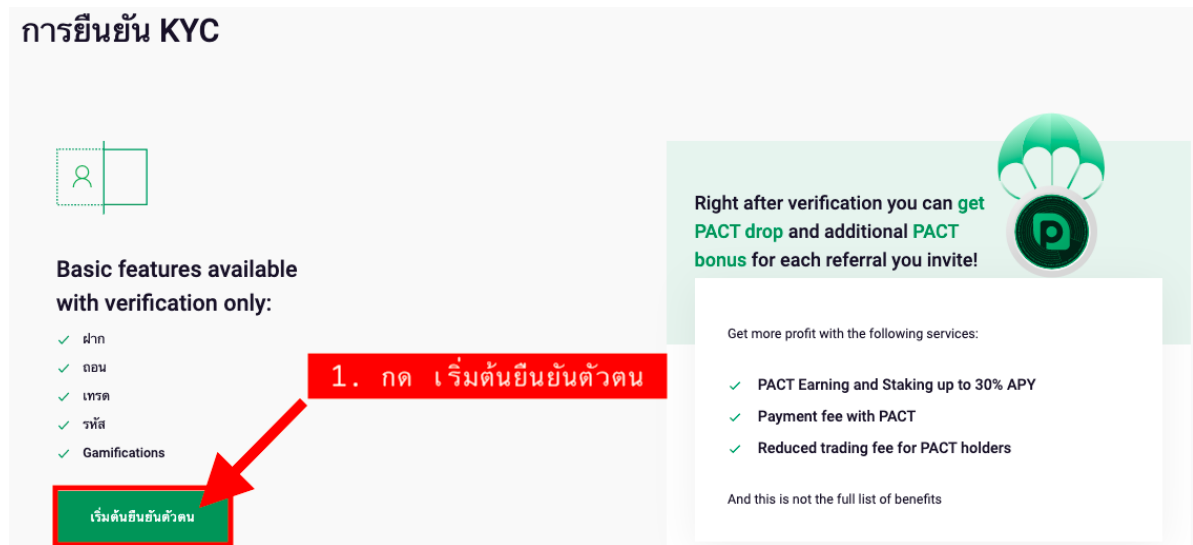 การยืนยัน KYC
Basic features available
with verification only:
ฝาก
ถอน
เทรด
รหัส
Gamifications
1. กด เริ่มต้นยืนยันตัวตน
เริ่มต้นยืนยันตัวตน
Right after verification you can get
PACT drop and additional PACT
bonus for each referral you invite!
Get more profit with the following services:
PACT Earning and Staking up to 30% APY
Payment fee with PACT
Reduced trading fee for PACT holders
And this is not the full list of benefits